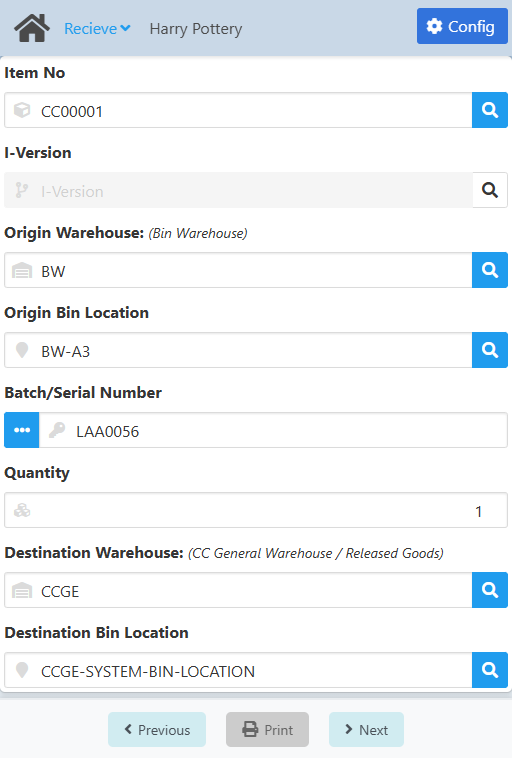 Recieve Harry Pottery Config
Item No
CC00001
I-Version
I-Version
Origin Warehouse: (Bin Warehouse)
BW
Origin Bin Location
BW-A3
Batch/Serial Number
LAA0056
Quantity
1
Destination Warehouse: (CC General Warehouse / Released Goods)
CCGE
Destination Bin Location
CCGE-SYSTEM-BIN-LOCATION
Previous Print Next